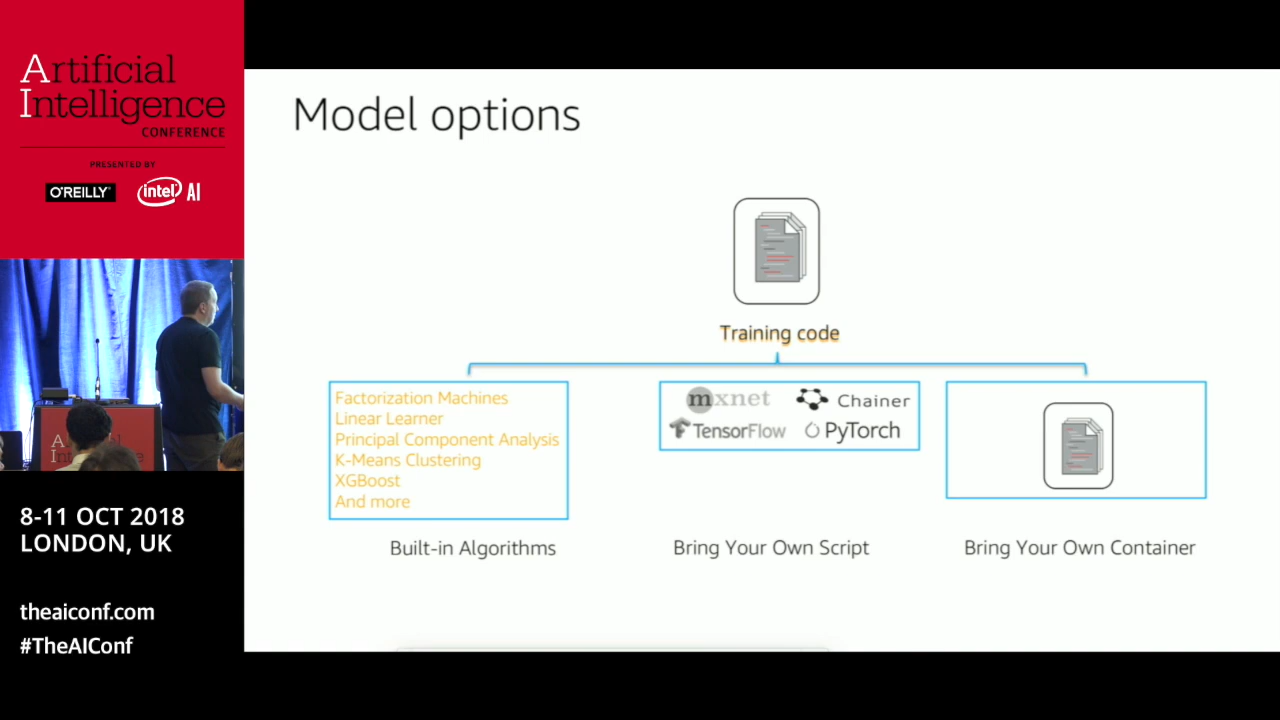 Artificial
Intelligence
CONFERENCE
PRESENTED BY
O'REILLY
intel AI
8-11 OCT 2018
LONDON, UK
theaiconf.com
#TheAIConf
Model options
Training code
Factorization Machines
Linear Learner
Principal Component Analysis
K-Means Clustering
XGBoost
And more
Built-in Algorithms
mxnet
Chainer
TensorFlow
PyTorch
Bring Your Own Script
Bring Your Own Container